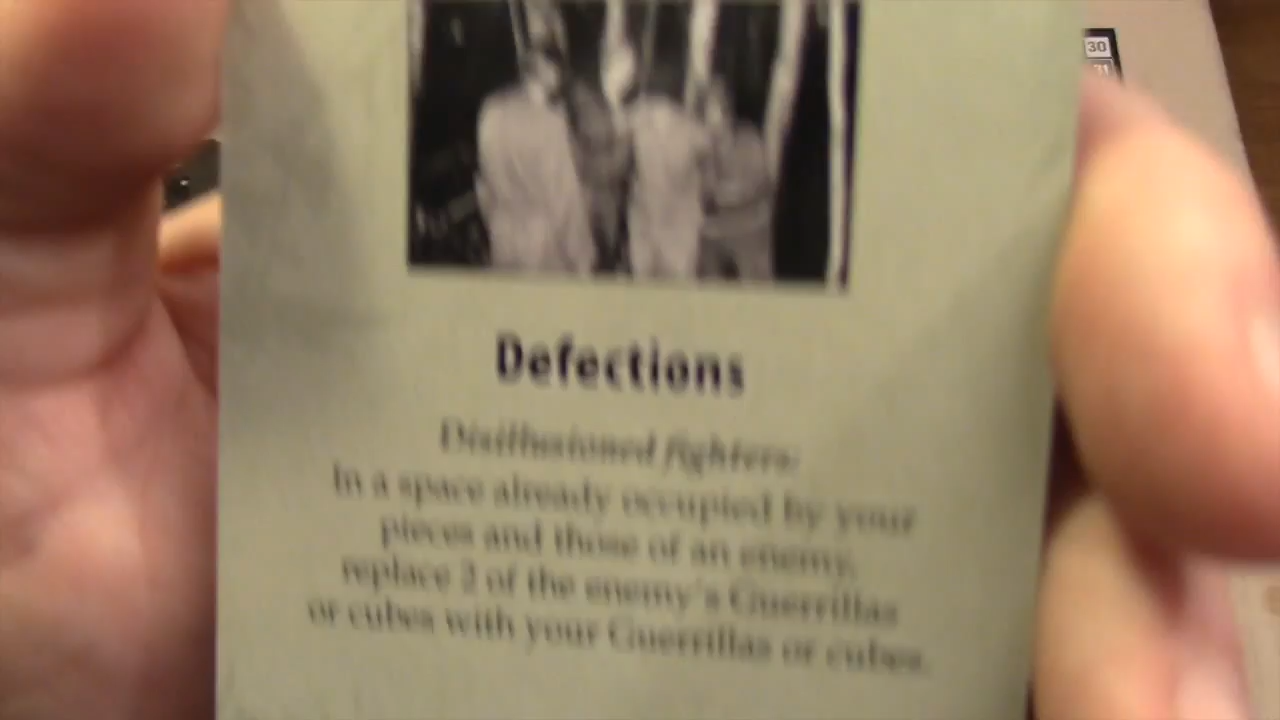 30
31
Defections
Disillusioned fighters:
In a space already occupied by your
pieces and those of an enemy,
replace 2 of the enemy's Guerrillas
or cubes with your Guerrillas or cubes.